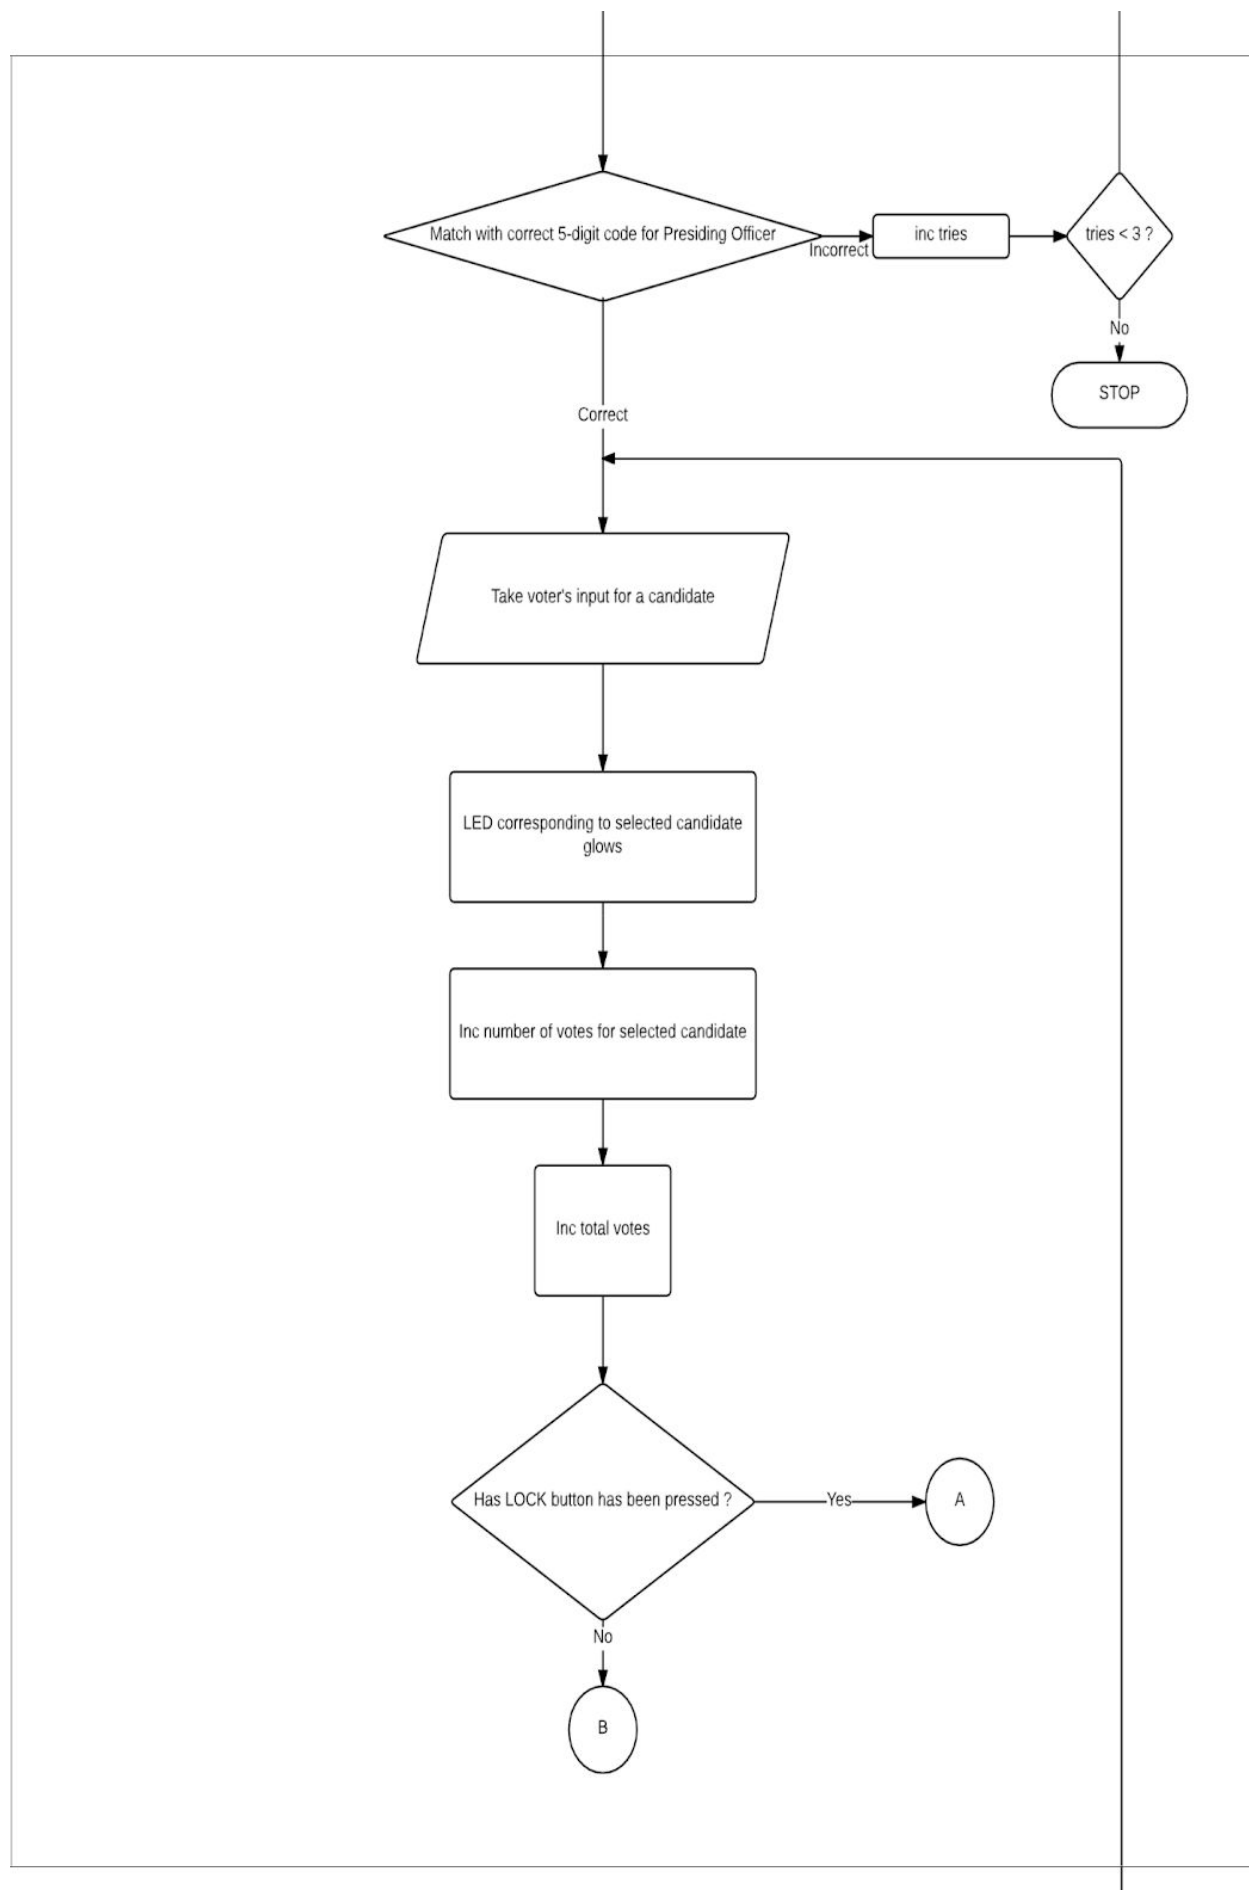 Match with correct 5-digit code for Presiding Officer
Incorrect
inc tries
tries < 3 ?
No
STOP
Correct
Take voter's input for a candidate
LED corresponding to selected candidate
glows
Inc number of votes for selected candidate
Inc total votes
Has LOCK button has been pressed ?
Yes
A
No
B